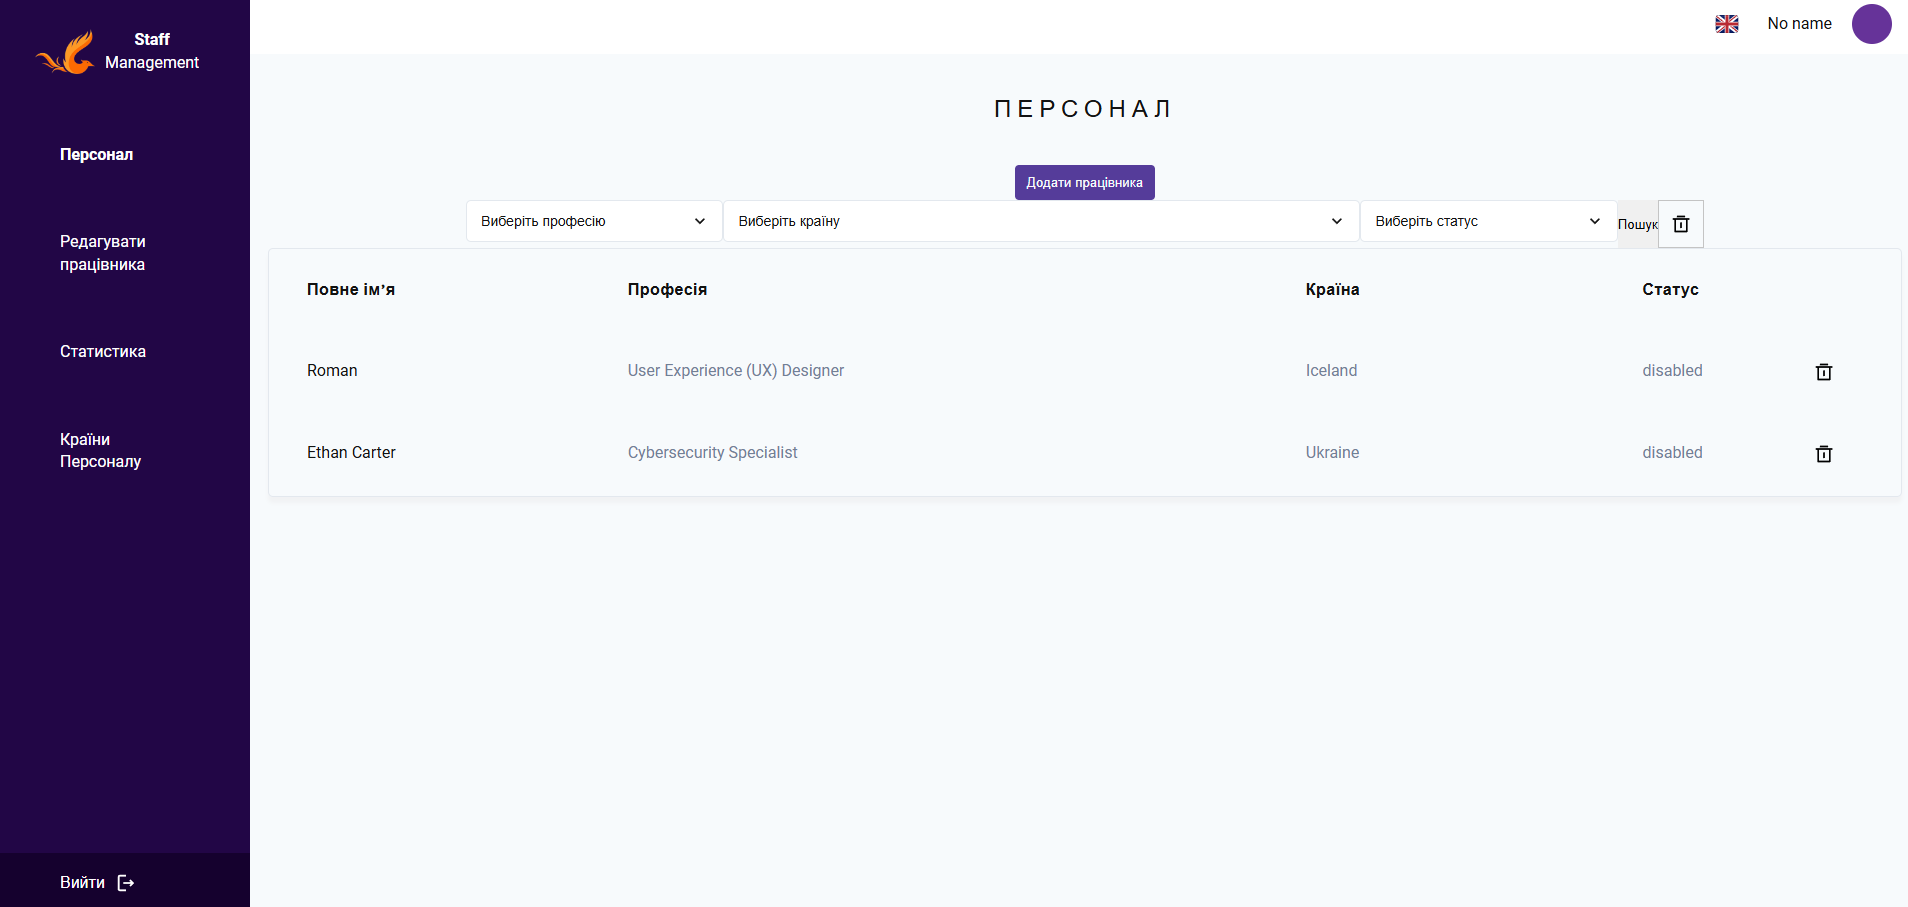 Staff
Management
No name
Персонал
Редагувати
працівника
Статистика
Країни
Персоналу
Вийти
ПЕРСОНАЛ
Додати працівника
Виберіть професію
Виберіть країну
Виберіть статус
Пошук
Повне ім’я Професія Країна Статус
Roman User Experience (UX) Designer Iceland disabled
Ethan Carter Cybersecurity Specialist Ukraine disabled